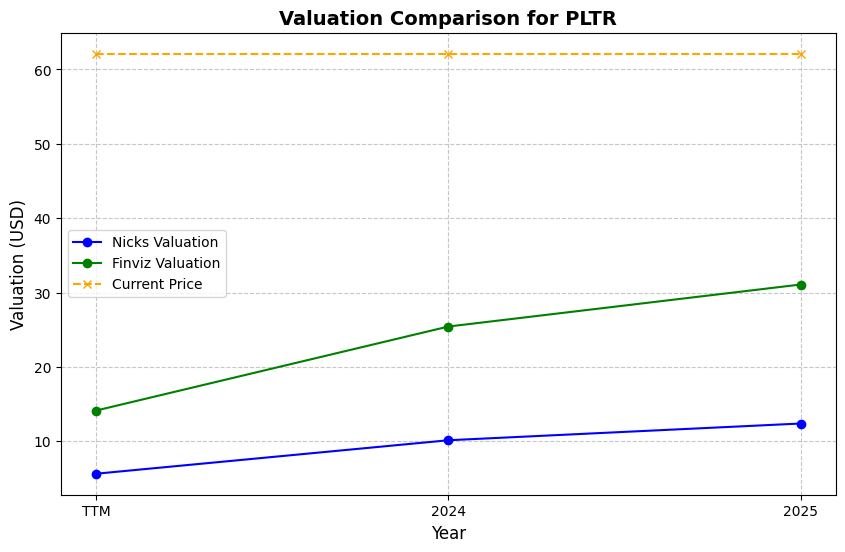 Valuation Comparison for PLTR
Valuation (USD)
60
50
40
30
20
10
Nicks Valuation
Finviz Valuation
Current Price
TTM
2024
2025
Year